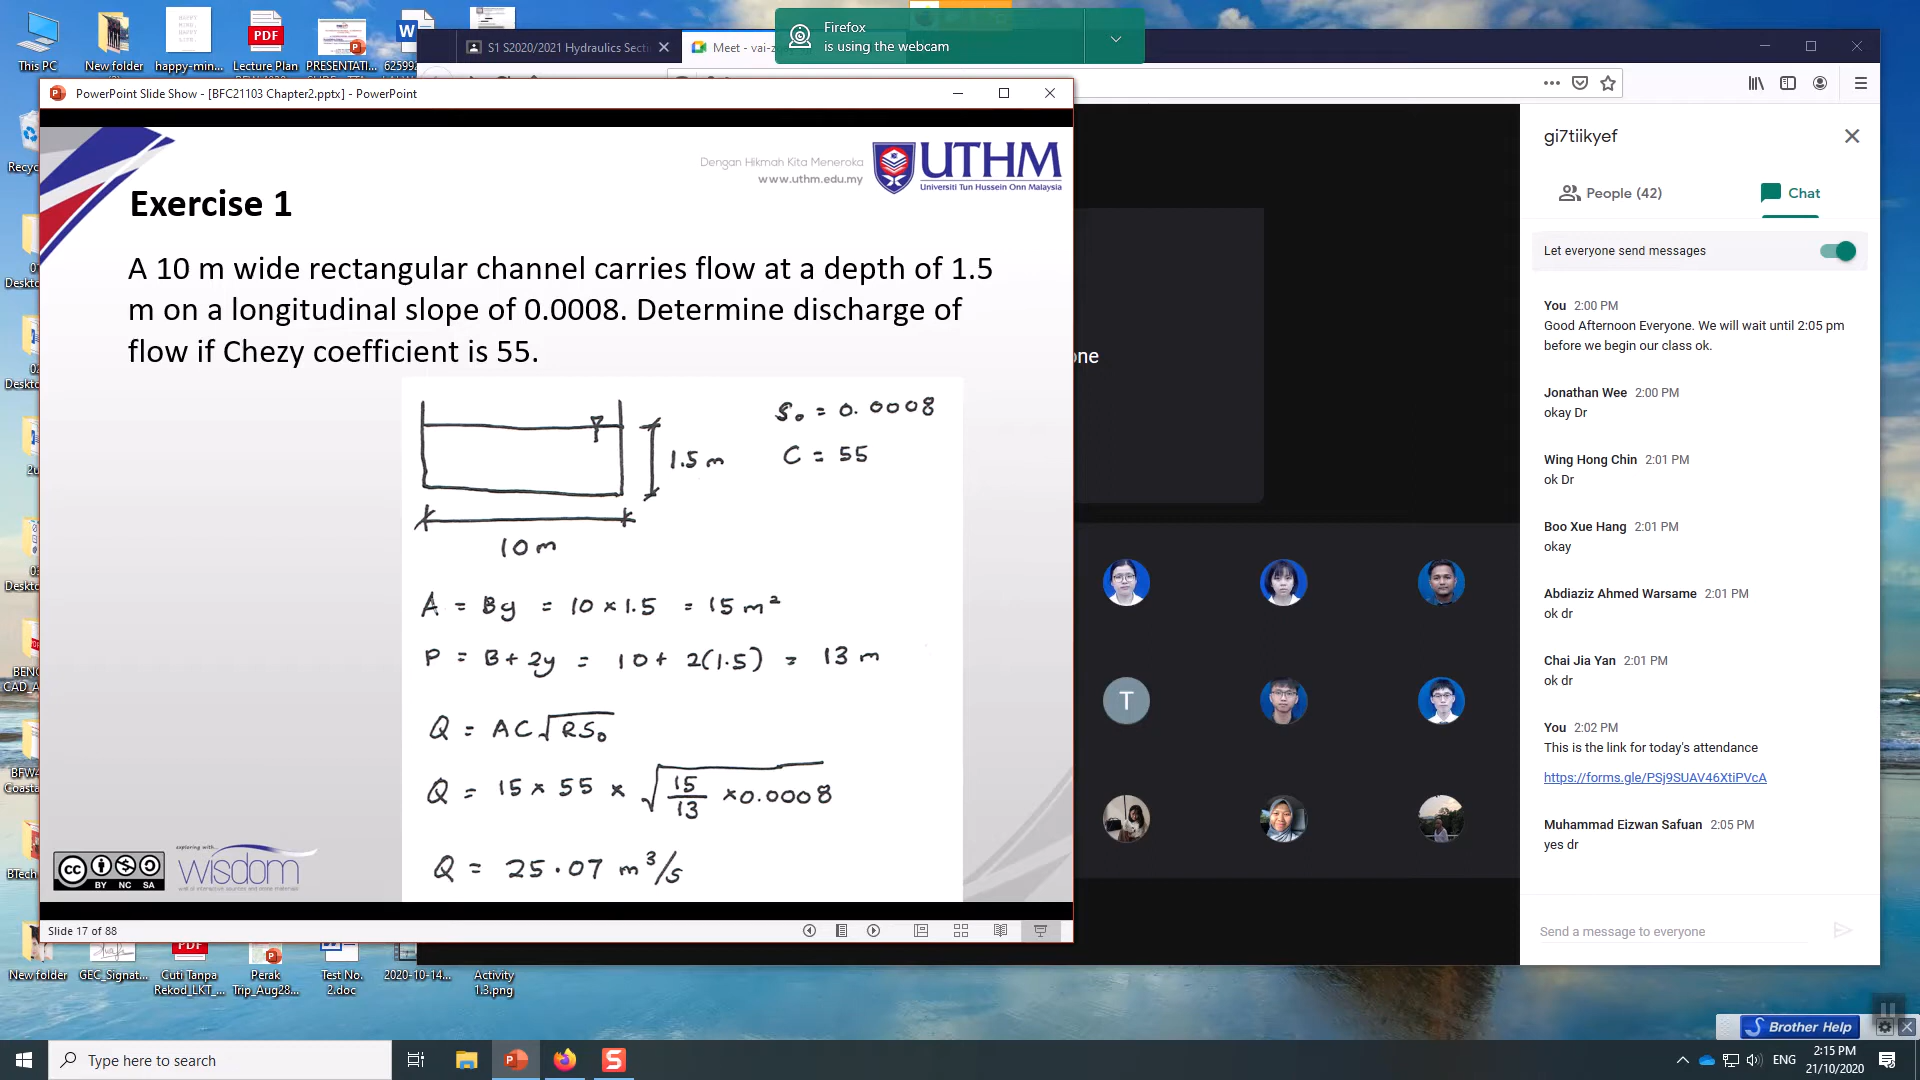 This PC
New folder
happy-min...
Lecture Plan
PRESENTATI...
625992
S1 S2020/2021 Hydraulics Secti
Meet - vai-z
Firefox
is using the webcam
PowerPoint Slide Show - [BFC21103 Chapter2.pptx] - PowerPoint
Dengan Hikmah Kita Meneroka
www.uthm.edu.my
UTHM
Universiti Tun Hussein Onn Malaysia
Exercise 1
A 10 m wide rectangular channel carries flow at a depth of 1.5
m on a longitudinal slope of 0.0008. Determine discharge of
flow if Chezy coefficient is 55.
S₀ = 0.0008
C = 55
1.5 m
10 m
A = By = 10 × 1.5 = 15 m²
P = B + 2y = 10 + 2(1.5) = 13 m
Q = AC√RS₀
Q = 15 × 55 × √15/13 × 0.0008
Q = 25.07 m³/s
exploring with...
wisdom
CC BY NC SA
Slide 17 of 88
one
T
gi7tiikyef
People (42)
Chat
Let everyone send messages
You 2:00 PM
Good Afternoon Everyone. We will wait until 2:05 pm
before we begin our class ok.
Jonathan Wee 2:00 PM
okay Dr
Wing Hong Chin 2:01 PM
ok Dr
Boo Xue Hang 2:01 PM
okay
Abdiaziz Ahmed Warsame 2:01 PM
ok dr
Chai Jia Yan 2:01 PM
ok dr
You 2:02 PM
This is the link for today's attendance
https://forms.gle/PSj9SUAV46XtiPVcA
Muhammad Eizwan Safuan 2:05 PM
yes dr
Send a message to everyone
New folder
GEC_Signat...
Cuti Tanpa
Rekod_LKT_...
Perak
Trip_Aug28...
Test No.
2.doc
2020-10-14...
Activity
1.3.png
Brother Help
Type here to search
ENG
2:15 PM
21/10/2020